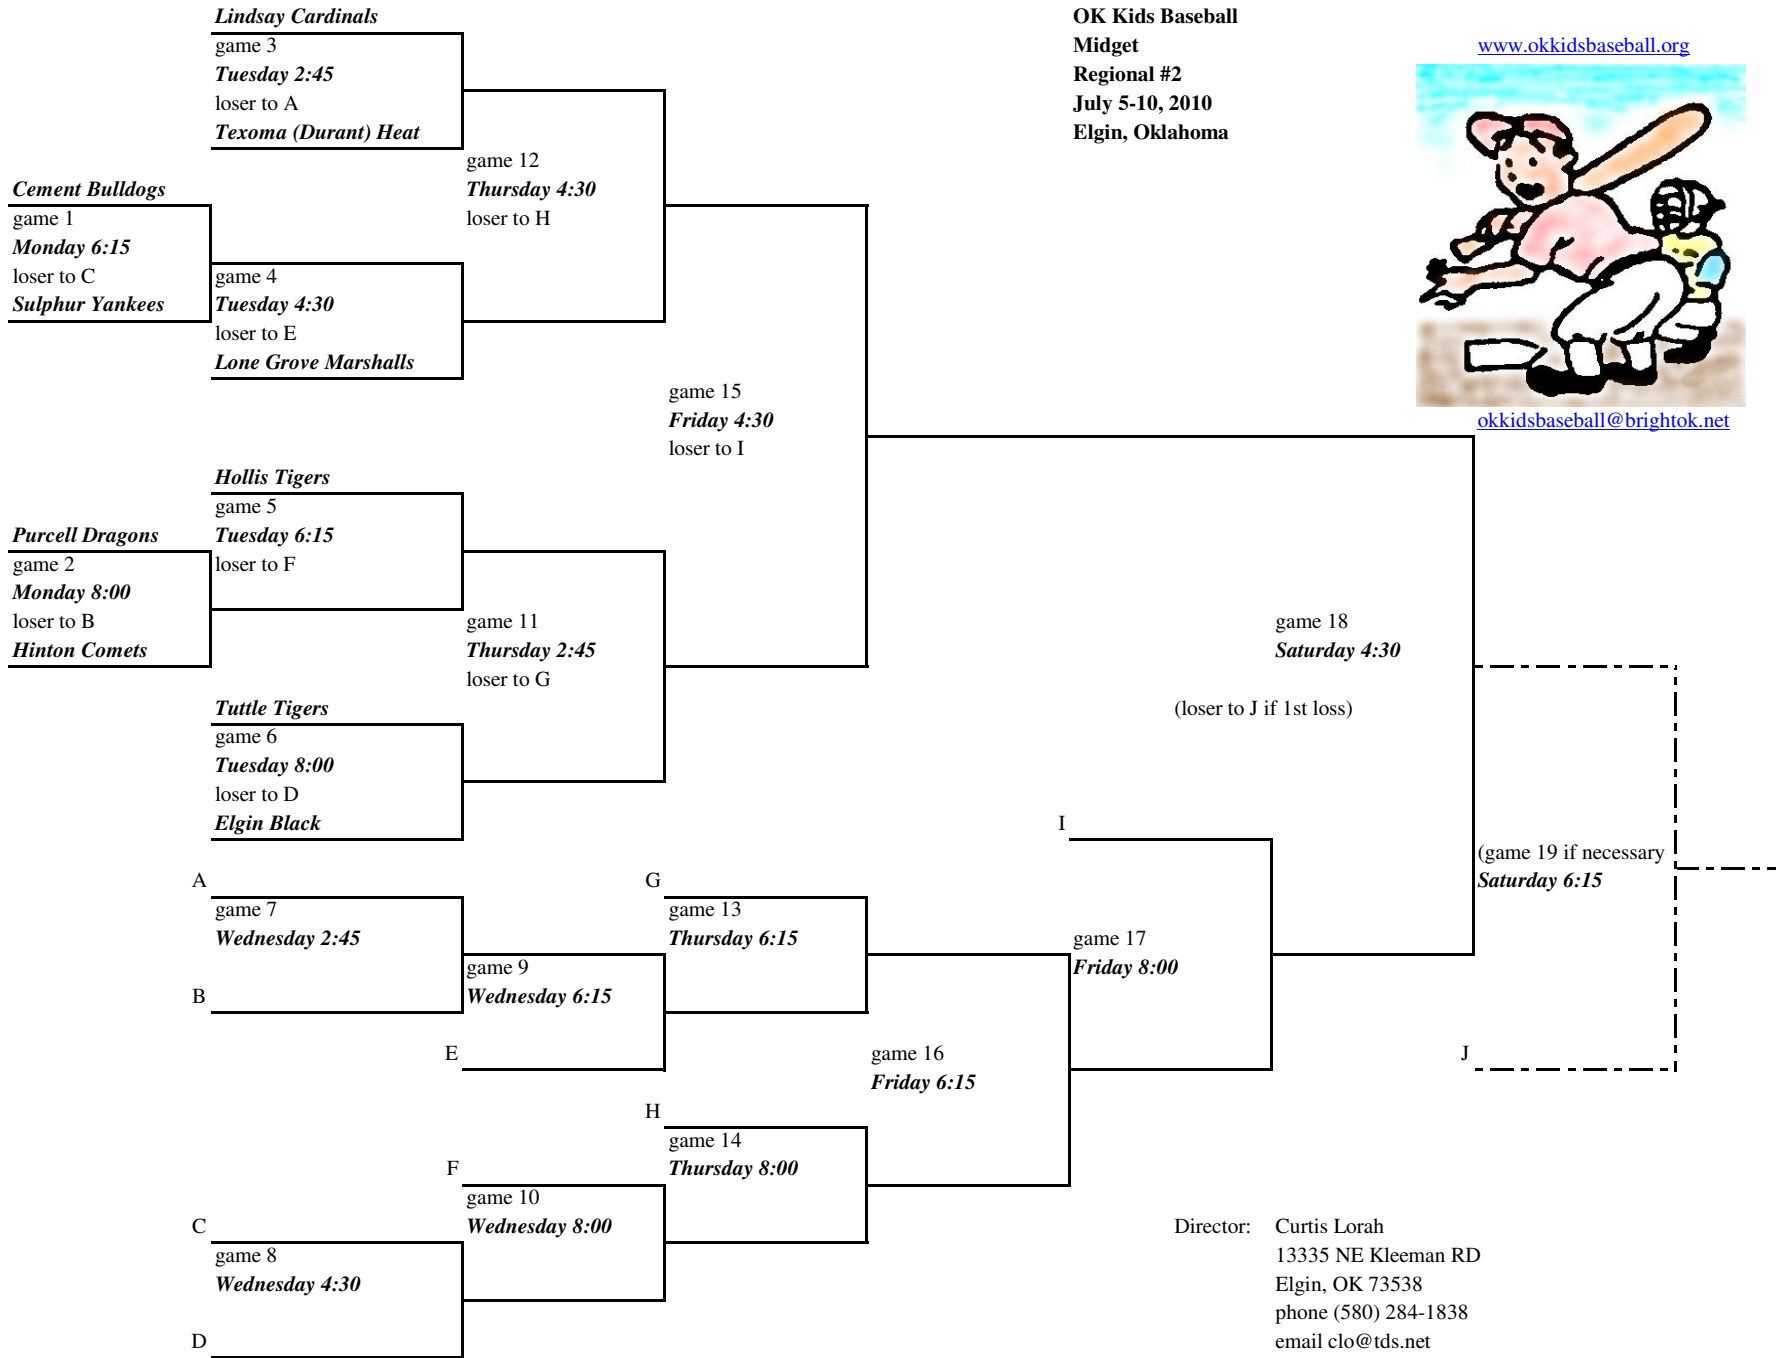 Lindsay Cardinals
game 3
Tuesday 2:45
loser to A
Texoma (Durant) Heat
game 12
Thursday 4:30
loser to H
Cement Bulldogs
game 1
Monday 6:15
loser to C
Sulphur Yankees
game 4
Tuesday 4:30
loser to E
Lone Grove Marshalls
game 15
Friday 4:30
loser to I
Hollis Tigers
game 5
Tuesday 6:15
loser to F
Purcell Dragons
game 2
Monday 8:00
loser to B
Hinton Comets
game 11
Thursday 2:45
loser to G
Tuttle Tigers
game 6
Tuesday 8:00
loser to D
Elgin Black
OK Kids Baseball
Midget
Regional #2
July 5-10, 2010
Elgin, Oklahoma
www.okkidsbaseball.org
okkidsbaseball@brightok.net
game 18
Saturday 4:30
(loser to J if 1st loss)
A
game 7
Wednesday 2:45
B
game 9
Wednesday 6:15
E
G
game 13
Thursday 6:15
I
game 17
Friday 8:00
game 16
Friday 6:15
(game 19 if necessary
Saturday 6:15
J
H
game 14
Thursday 8:00
F
game 10
Wednesday 8:00
C
game 8
Wednesday 4:30
D
Director: Curtis Lorah
13335 NE Kleeman RD
Elgin, OK 73538
phone (580) 284-1838
email clo@tds.net